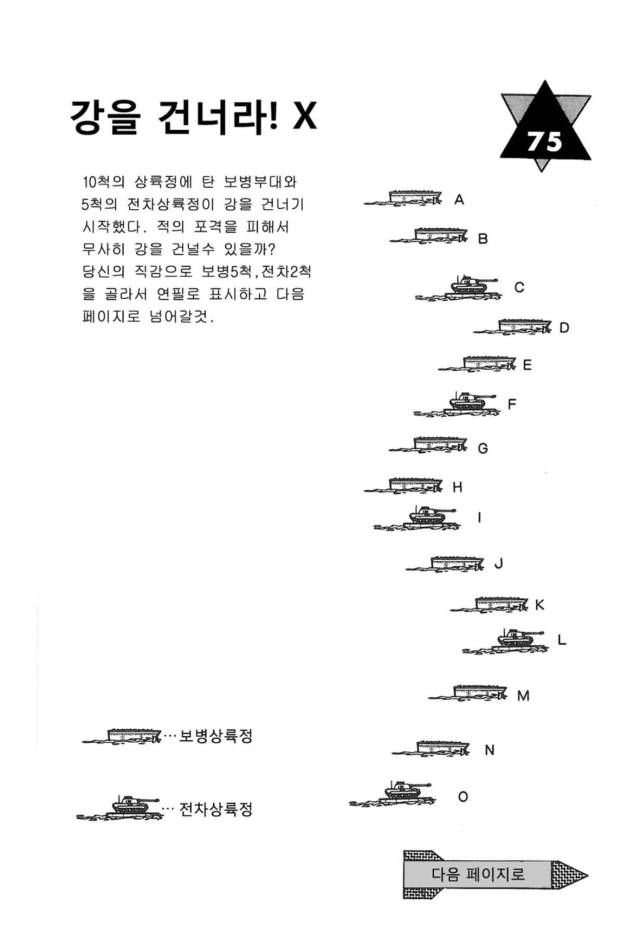 강을 건너라! X
75
10척의 상륙정에 탄 보병부대와
5척의 전차상륙정이 강을 건너기
시작했다. 적의 포격을 피해서
무사히 강을 건널수 있을까?
당신의 직감으로 보병5척,전차2척
을 골라서 연필로 표시하고 다음
페이지로 넘어갈것.
A
B
C
D
E
F
G
H
I
J
K
L
M
N
O
…보병상륙정
… 전차상륙정
다음 페이지로